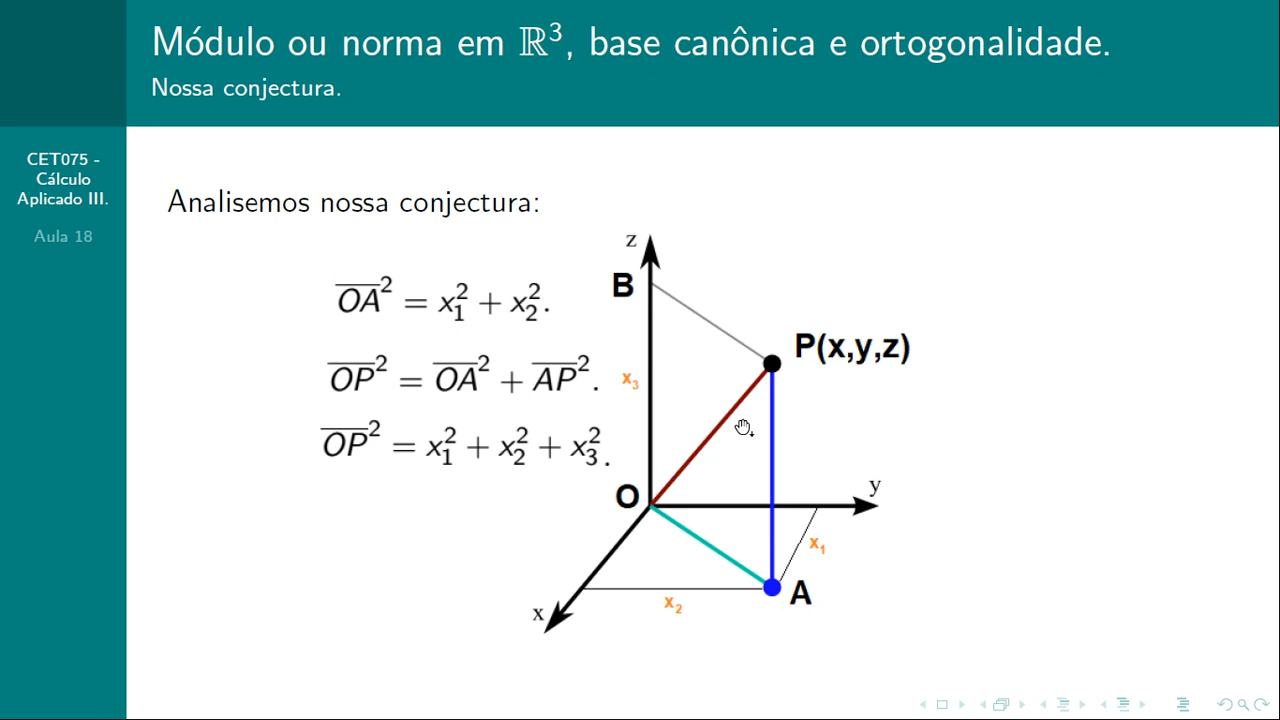 Módulo ou norma em ℝ³, base canônica e ortogonalidade.
Nossa conjectura.
CET075 -
Cálculo
Aplicado III.
Aula 18
Analisemos nossa conjectura:
OA² = x₁² + x₂².
OP² = OA² + AP².
OP² = x₁² + x₂² + x₃².
z
B
P(x,y,z)
x₃
O
y
x₁
A
x₂
x